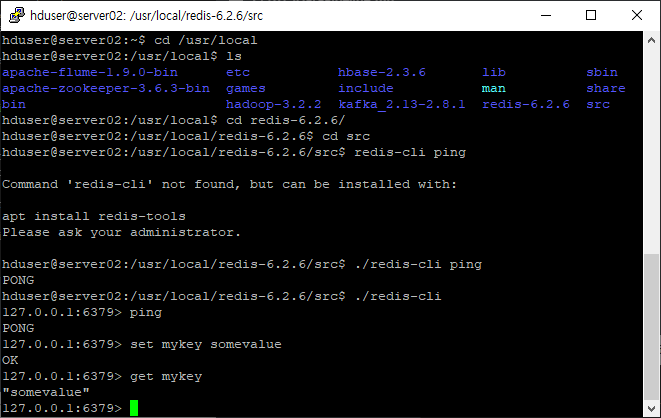 hduser@server02: /usr/local/redis-6.2.6/src
hduser@server02:~$ cd /usr/local
hduser@server02:/usr/local$ ls
apache-flume-1.9.0-bin etc hbase-2.3.6 lib sbin
apache-zookeeper-3.6.3-bin games include man share
bin hadoop-3.2.2 kafka_2.13-2.8.1 redis-6.2.6 src
hduser@server02:/usr/local$ cd redis-6.2.6/
hduser@server02:/usr/local/redis-6.2.6$ cd src
hduser@server02:/usr/local/redis-6.2.6/src$ redis-cli ping
Command 'redis-cli' not found, but can be installed with:
apt install redis-tools
Please ask your administrator.
hduser@server02:/usr/local/redis-6.2.6/src$ ./redis-cli ping
PONG
hduser@server02:/usr/local/redis-6.2.6/src$ ./redis-cli
127.0.0.1:6379> ping
PONG
127.0.0.1:6379> set mykey somevalue
OK
127.0.0.1:6379> get mykey
"somevalue"
127.0.0.1:6379>